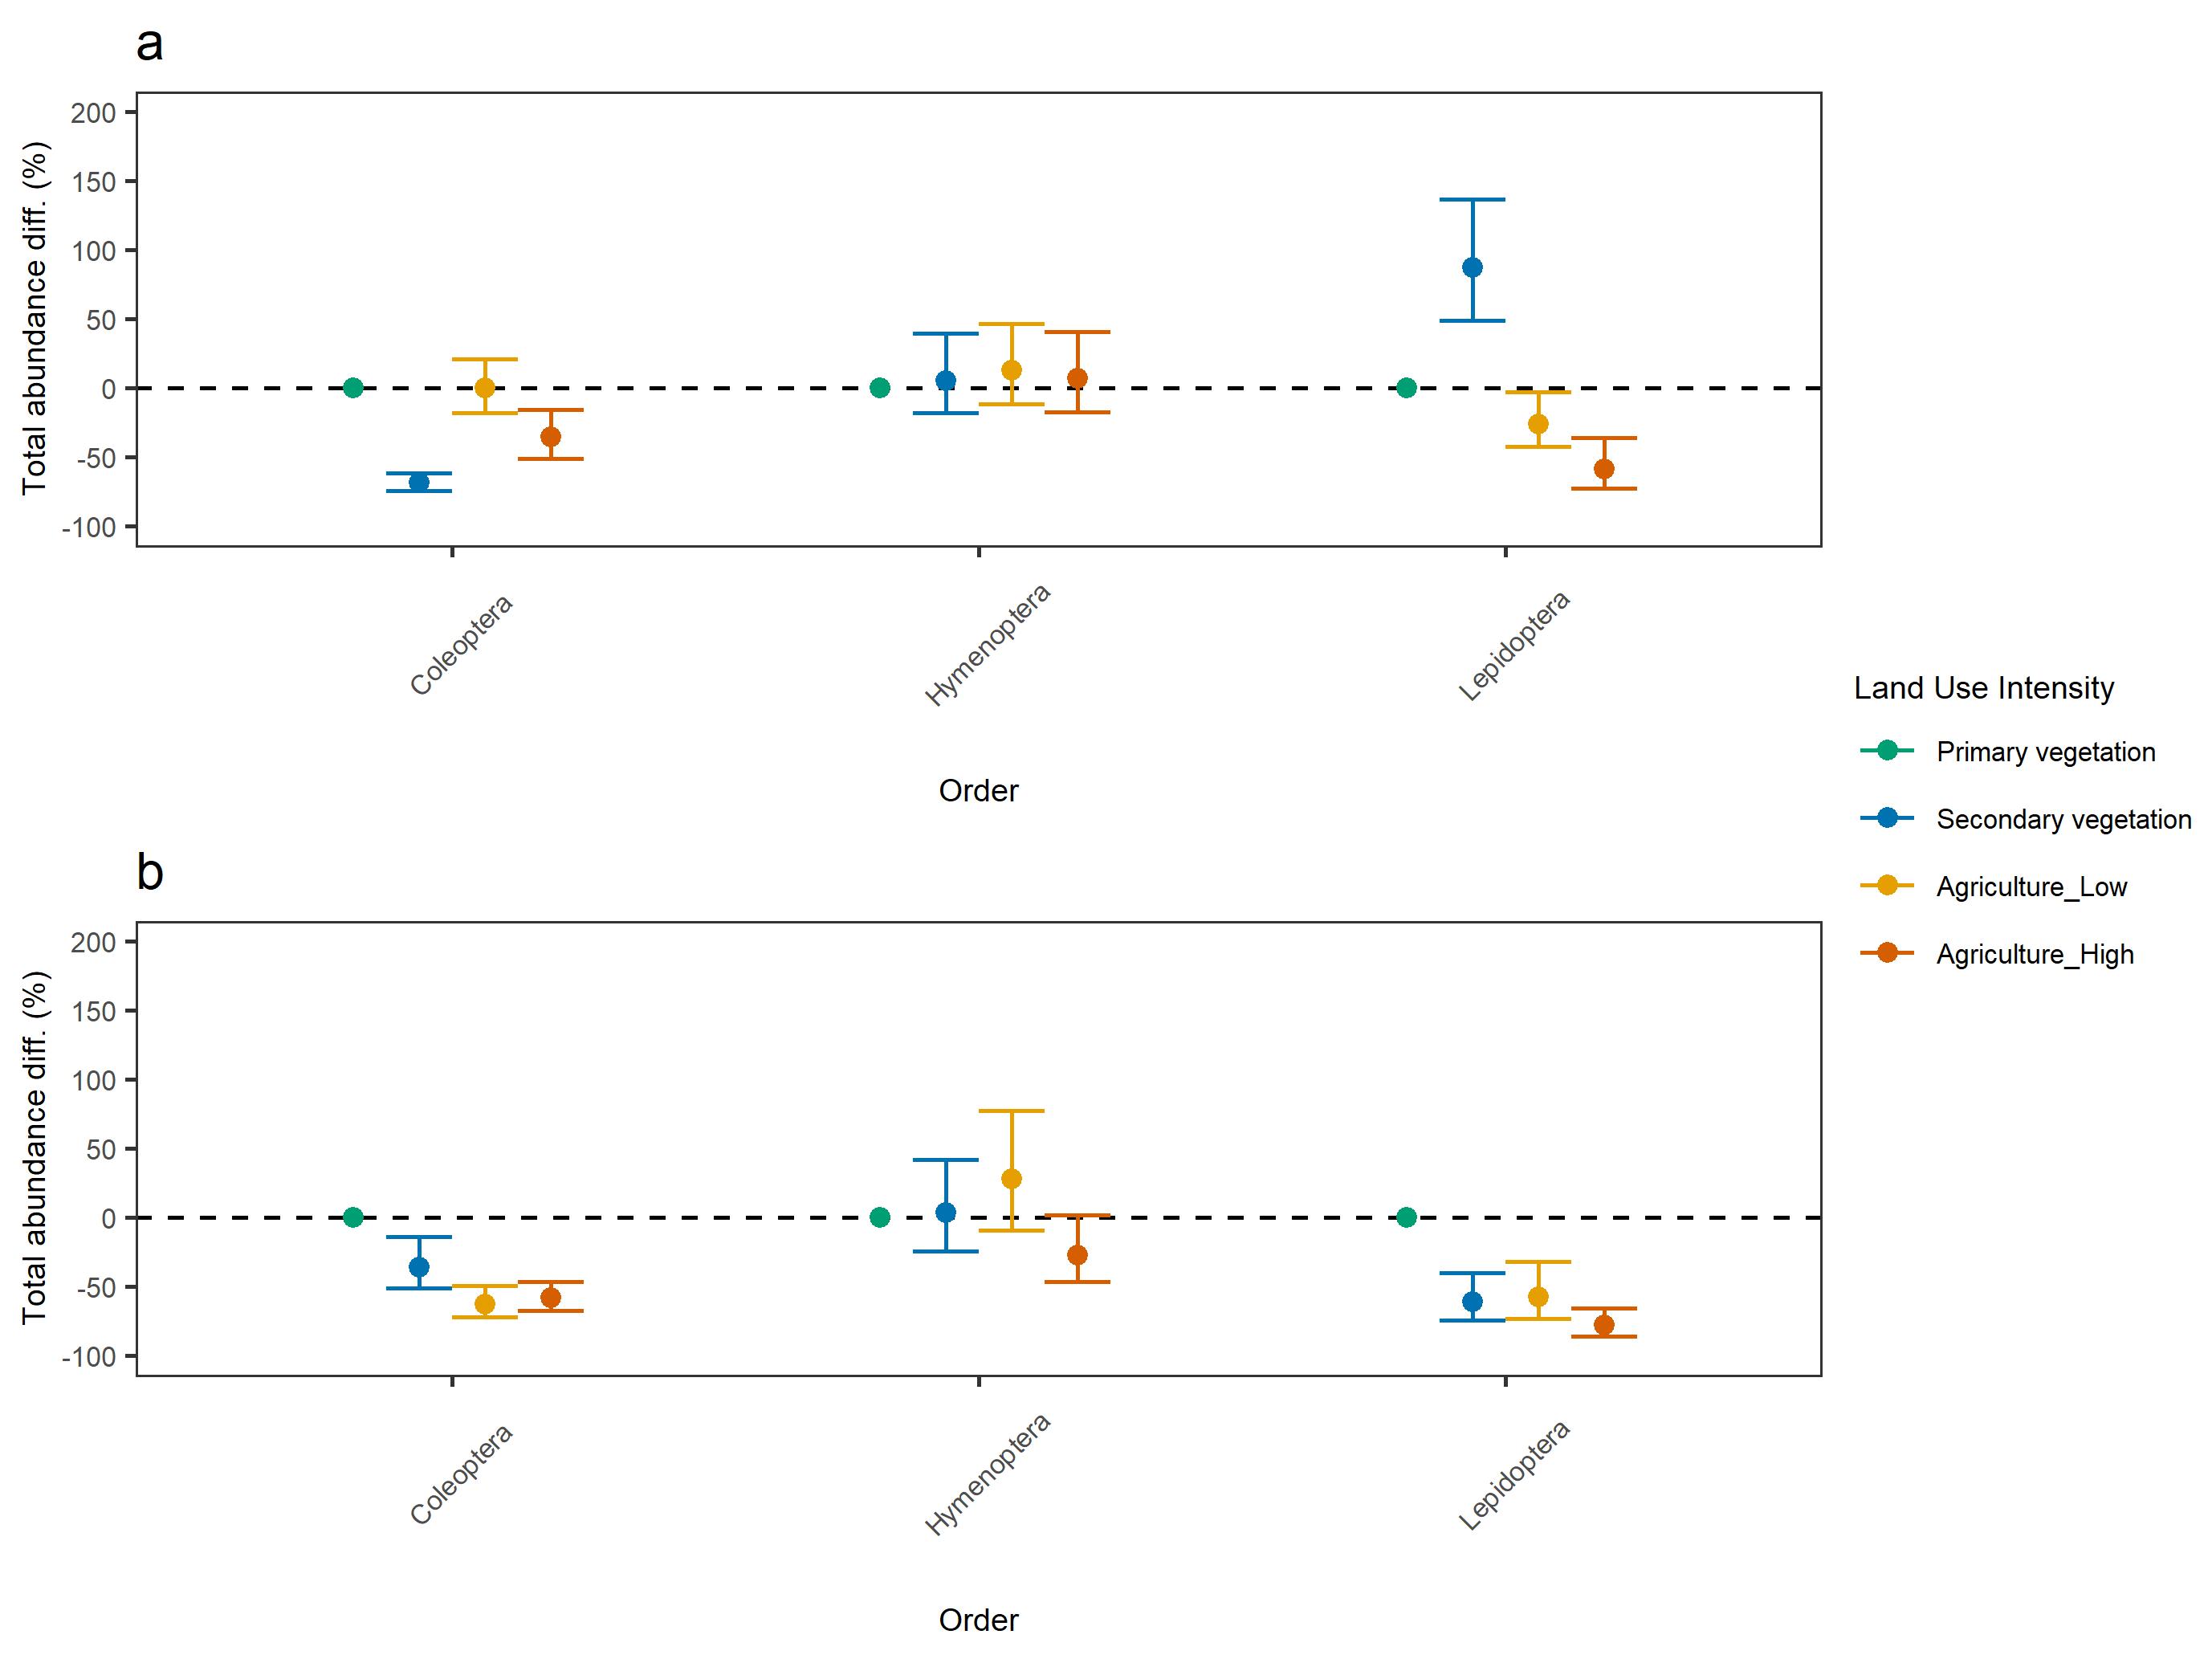 a
Total abundance diff. (%)
200
150
100
50
0
-50
-100
Coleoptera
Hymenoptera
Lepidoptera
Order
Land Use Intensity
Primary vegetation
Secondary vegetation
Agriculture_Low
Agriculture_High
b
Total abundance diff. (%)
200
150
100
50
0
-50
-100
Coleoptera
Hymenoptera
Lepidoptera
Order